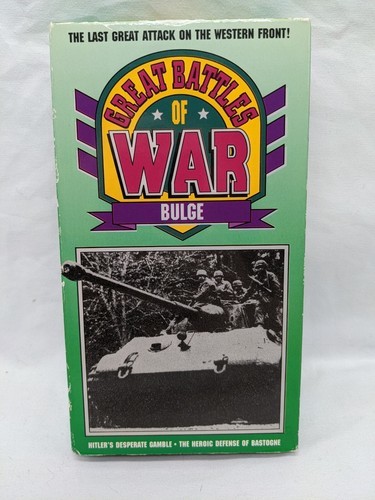 THE LAST GREAT ATTACK ON THE WESTERN FRONT!
GREAT BATTLES
OF
WAR
BULGE
HITLER'S DESPERATE GAMBLE • THE HEROIC DEFENSE OF BASTOGNE